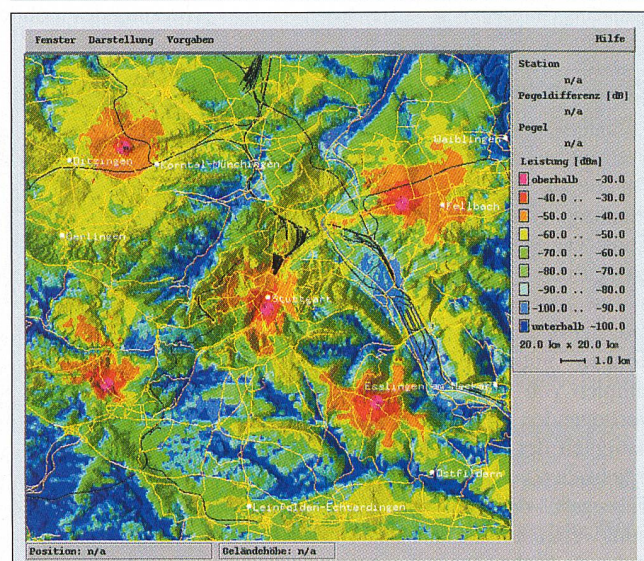 Fenster Darstellung Vorgaben Hilfe
Station
n/a
Pegeldifferenz [dB]
n/a
Pegel
n/a
Leistung [dBm]
oberhalb -30.0
-40.0 .. -30.0
-50.0 .. -40.0
-60.0 .. -50.0
-70.0 .. -60.0
-80.0 .. -70.0
-90.0 .. -80.0
-100.0 .. -90.0
unterhalb -100.0
20.0 km x 20.0 km
1.0 km
Waiblingen
Ditzingen
Korntal-Münchingen
Fellbach
Gerlingen
Stuttgart
Esslingen am Neckar
Ostfildern
Leinfelden-Echterdingen
Position: n/a
Geländehöhe: n/a